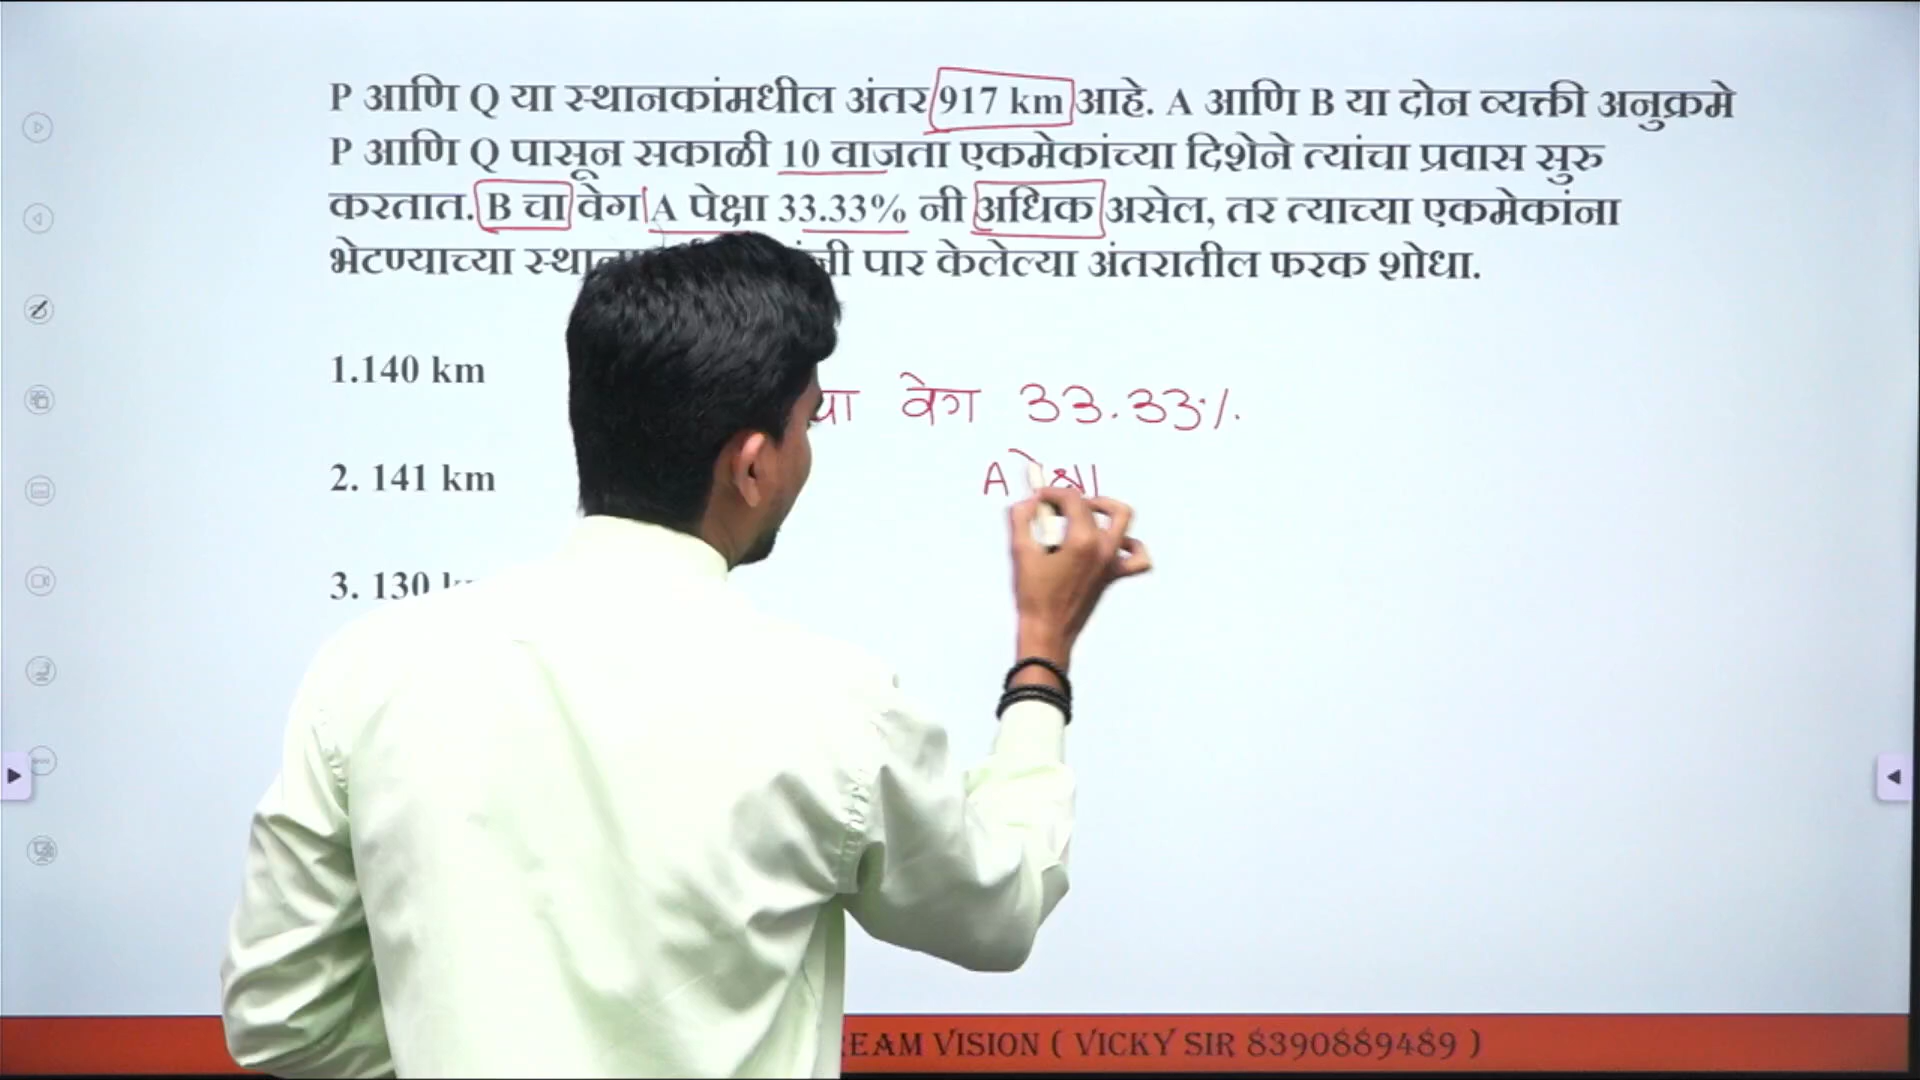 P आणि Q या स्थानकांमधील अंतर 917 km आहे. A आणि B या दोन व्यक्ती अनुक्रमे
P आणि Q पासून सकाळी 10 वाजता एकमेकांच्या दिशेने त्यांचा प्रवास सुरु
करतात. B चा वेग A पेक्षा 33.33% नी अधिक असेल, तर त्याच्या एकमेकांना
भेटण्याच्या पार केलेल्या अंतरातील फरक शोधा.
1.140 km
वेग 33.33%.
2. 141 km
A
3. 130
VISION ( VICKY SIR 8390889489 )